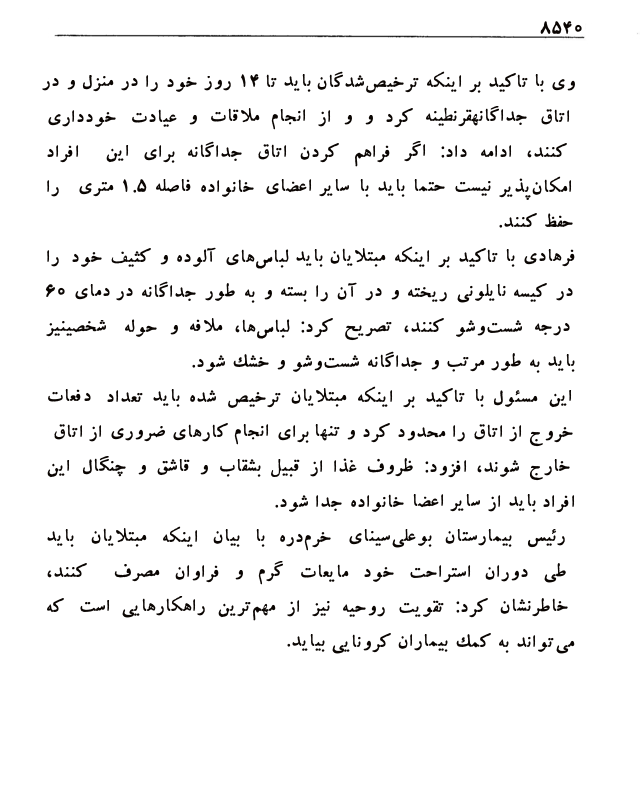 ۸۵۴۰
وی با تاکید بر اینکه ترخیص‌شدگان باید تا ۱۴ روز خود را در منزل و در
اتاق جداگانهقرنطینه کرد و و از انجام ملاقات و عیادت خودداری
کنند، ادامه داد: اگر فراهم کردن اتاق جداگانه برای این افراد
امکان‌پذیر نیست حتما باید با سایر اعضای خانواده فاصله ۱.۵ متری را
حفظ کنند.
فرهادی با تاکید بر اینکه مبتلایان باید لباس‌های آلوده و کثیف خود را
در کیسه نایلونی ریخته و در آن را بسته و به طور جداگانه در دمای ۶۰
درجه شست‌وشو کنند، تصریح کرد: لباس‌ها، ملافه و حوله شخصینیز
باید به طور مرتب و جداگانه شست‌وشو و خشك شود.
این مسئول با تاکید بر اینکه مبتلایان ترخیص شده باید تعداد دفعات
خروج از اتاق را محدود کرد و تنها برای انجام کارهای ضروری از اتاق
خارج شوند، افزود: ظروف غذا از قبیل بشقاب و قاشق و چنگال این
افراد باید از سایر اعضا خانواده جدا شود.
رئیس بیمارستان بوعلی‌سینای خرم‌دره با بیان اینکه مبتلایان باید
طی دوران استراحت خود مایعات گرم و فراوان مصرف کنند،
خاطرنشان کرد: تقویت روحیه نیز از مهم‌ترین راهکارهایی است که
می‌تواند به کمك بیماران کرونایی بیاید.